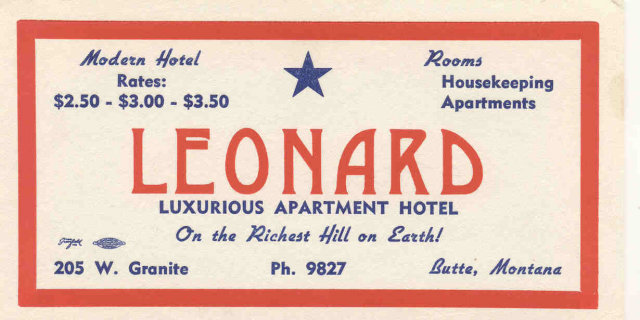 Modern Hotel
Rates:
$2.50 - $3.00 - $3.50
Rooms
Housekeeping
Apartments
LEONARD
LUXURIOUS APARTMENT HOTEL
On the Richest Hill on Earth!
205 W. Granite
Ph. 9827
Butte, Montana